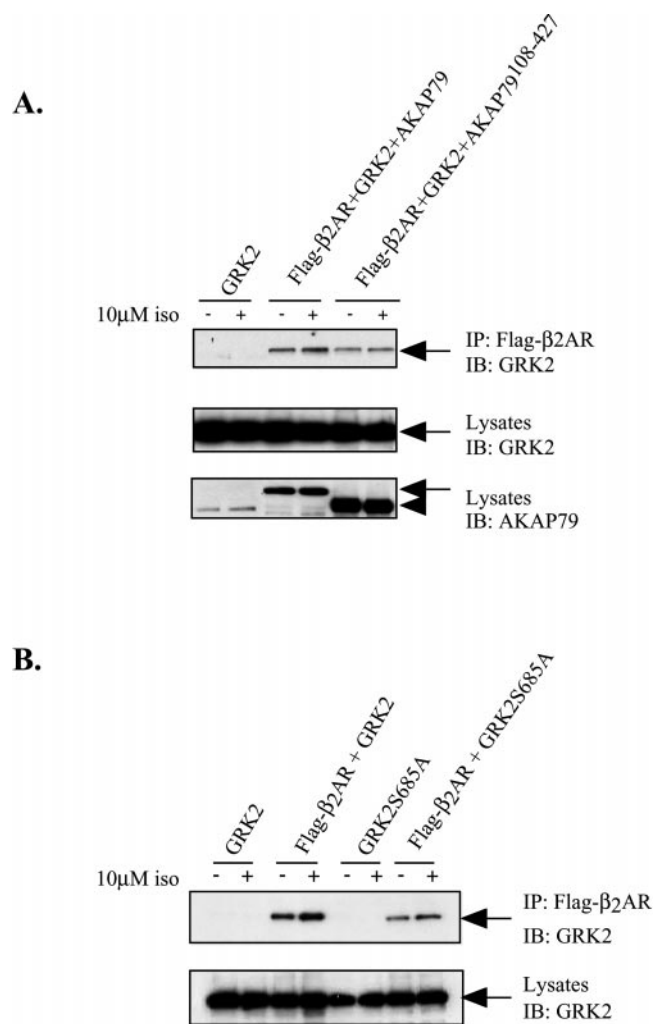 A.
GRK2
Flag-β2AR+GRK2+AKAP79
Flag-β2AR+GRK2+AKAP79108-427
10μM iso - + - + - +
IP: Flag-β2AR
IB: GRK2
Lysates
IB: GRK2
Lysates
IB: AKAP79
B.
GRK2
Flag-β2AR + GRK2
GRK2S685A
Flag-β2AR + GRK2S685A
10μM iso - + - + - + - +
IP: Flag-β2AR
IB: GRK2
Lysates
IB: GRK2